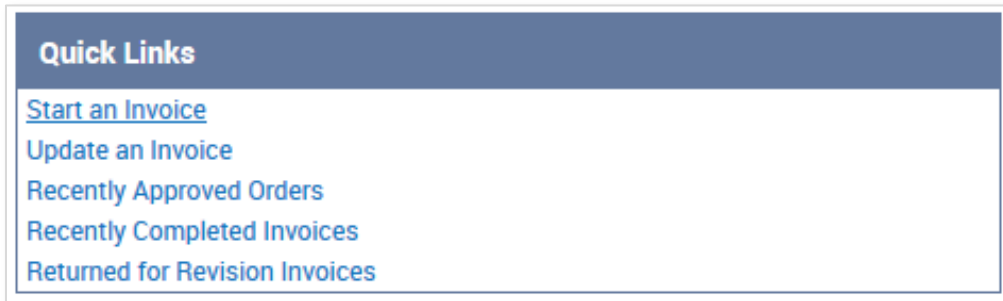 Quick Links
Start an Invoice
Update an Invoice
Recently Approved Orders
Recently Completed Invoices
Returned for Revision Invoices